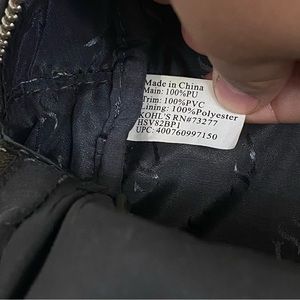 Made in China
Main: 100%PU
Trim: 100%PVC
Lining: 100%Polyester
KOHL'S RN#73277
HSV82BP1
UPC: 400760997150